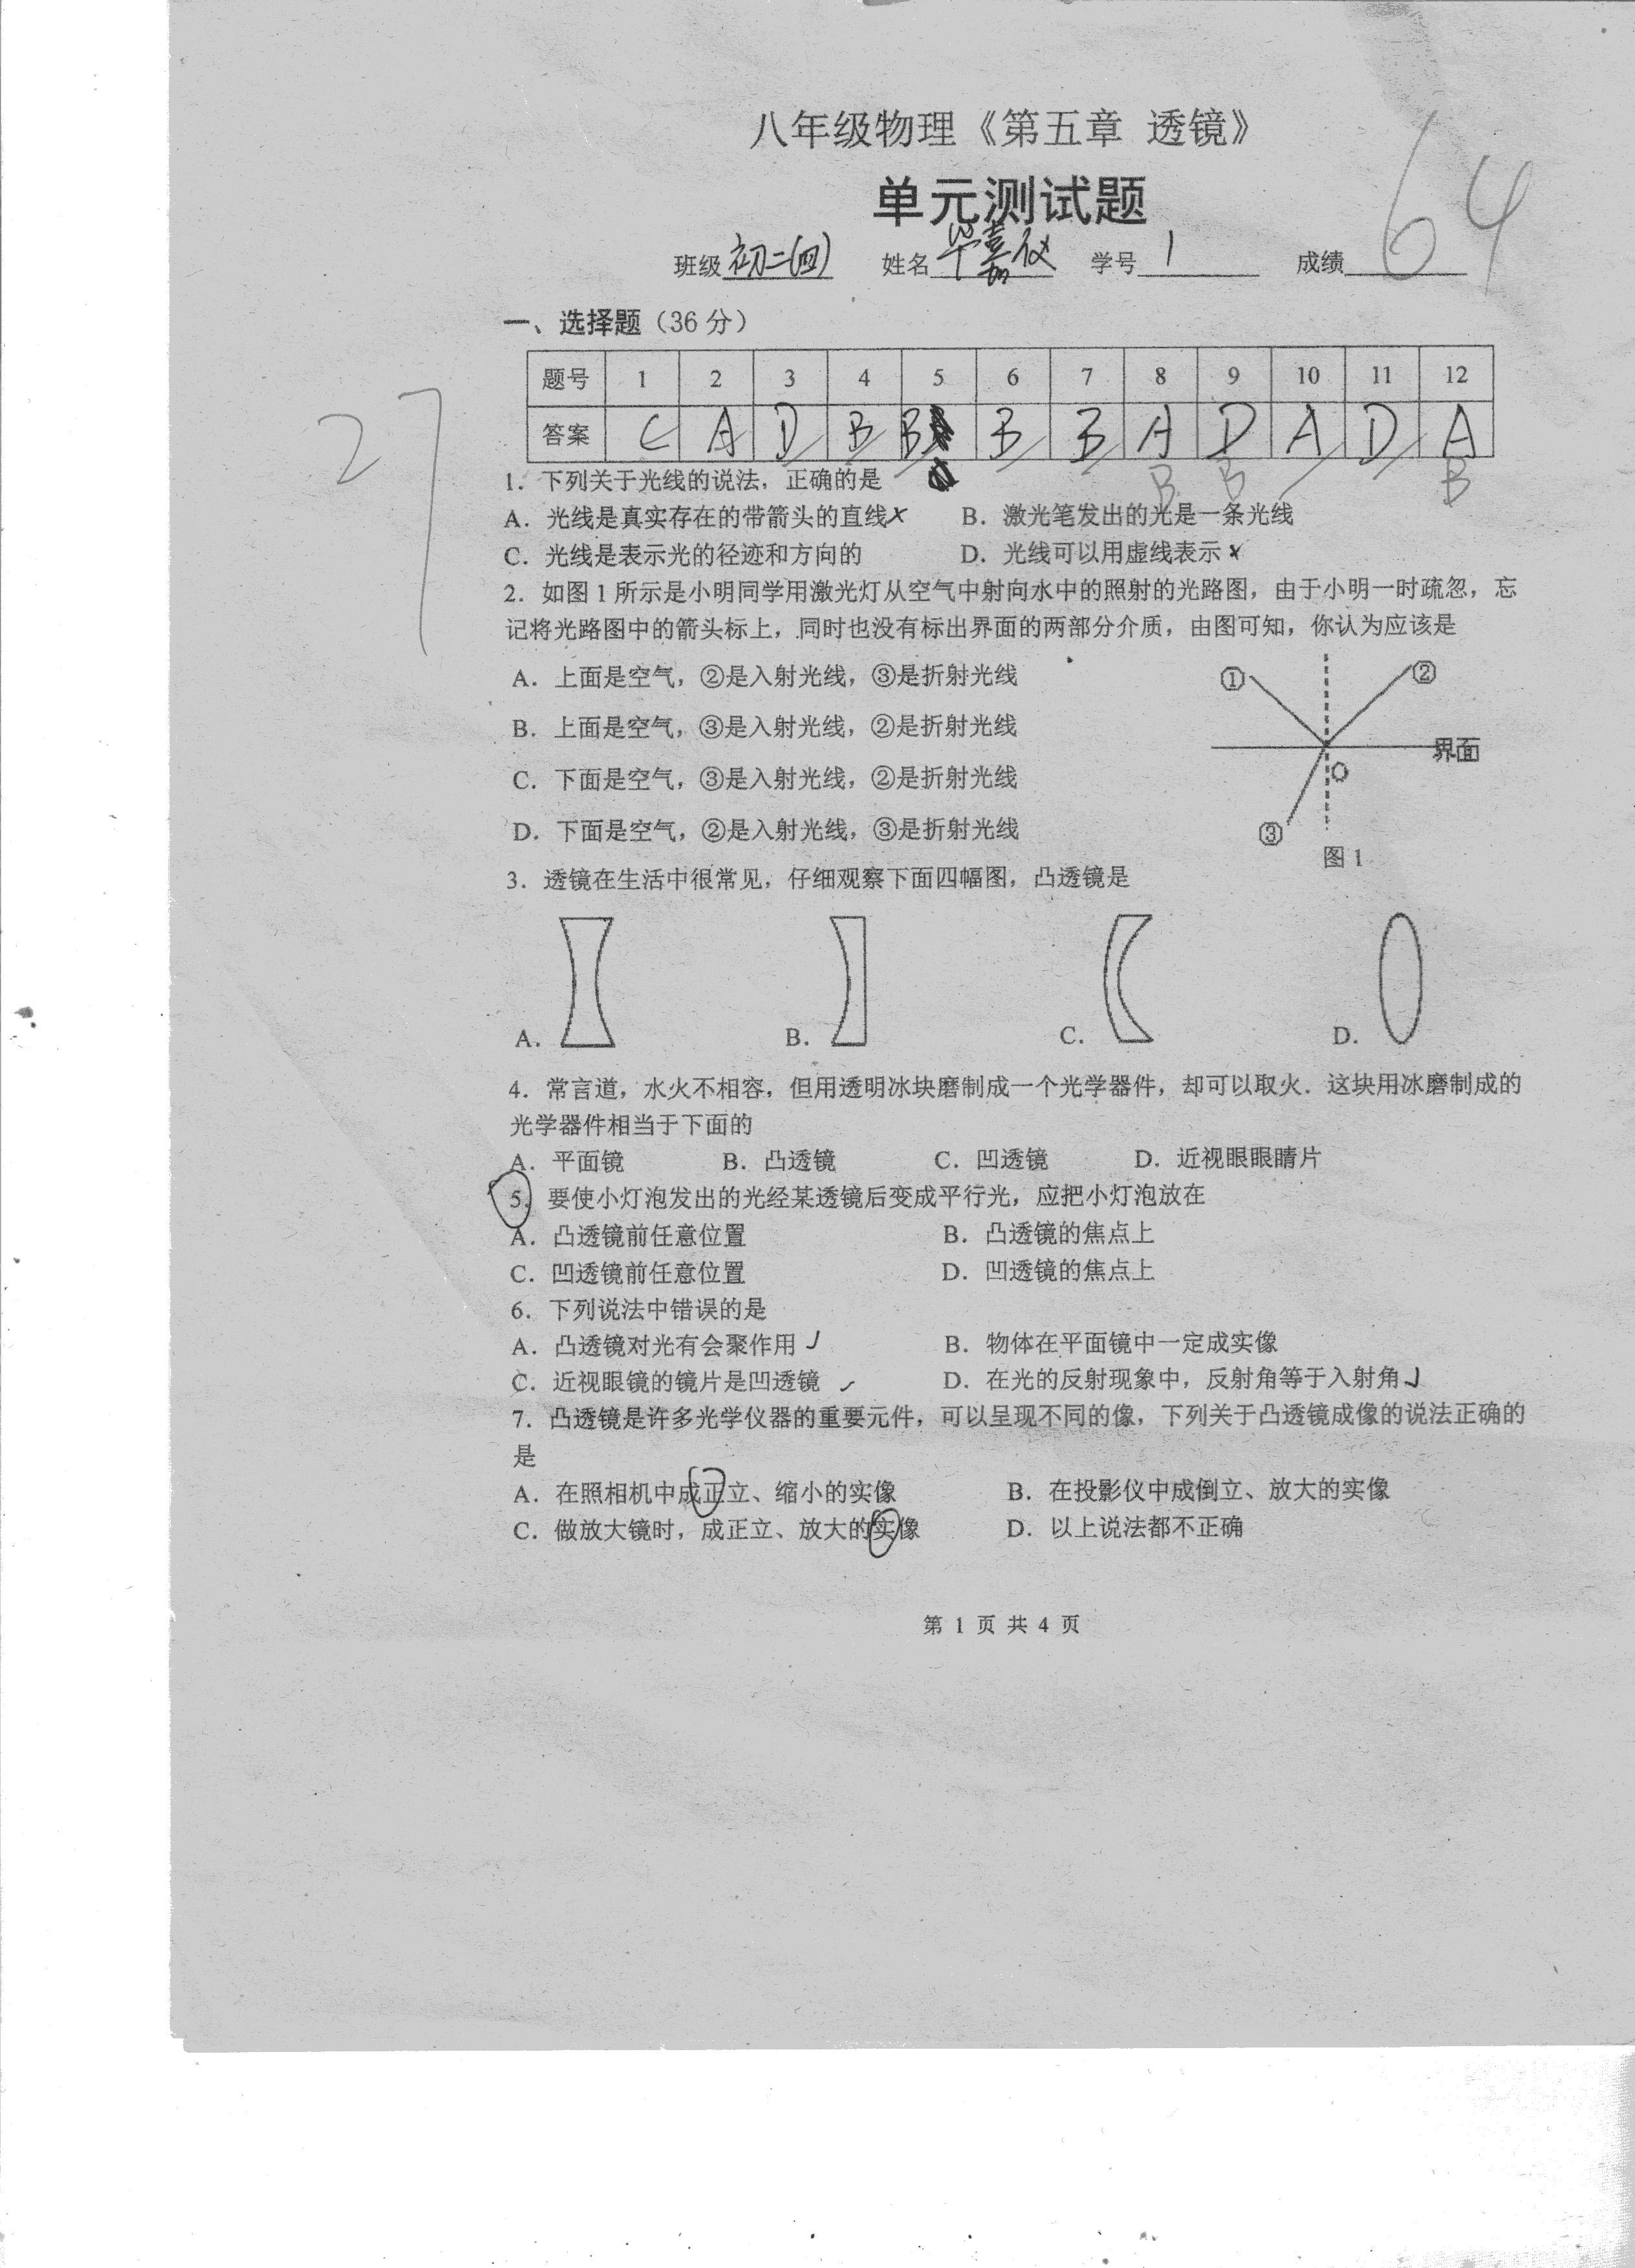 八年级物理《第五章 透镜》
单元测试题
班级 初二(四) 姓名 华嘉仪 学号 1 成绩 64
一、选择题（36 分）
题号 1 2 3 4 5 6 7 8 9 10 11 12
答案 C A D B B B B A D A D A
B B B
27
1．下列关于光线的说法，正确的是
A．光线是真实存在的带箭头的直线× B．激光笔发出的光是一条光线
C．光线是表示光的径迹和方向的 D．光线可以用虚线表示×
2．如图 1 所示是小明同学用激光灯从空气中射向水中的照射的光路图，由于小明一时疏忽，忘
记将光路图中的箭头标上，同时也没有标出界面的两部分介质，由图可知，你认为应该是
A．上面是空气，②是入射光线，③是折射光线
B．上面是空气，③是入射光线，②是折射光线
C．下面是空气，③是入射光线，②是折射光线
D．下面是空气，②是入射光线，③是折射光线
① ②
界面
O
③
图 1
3．透镜在生活中很常见，仔细观察下面四幅图，凸透镜是
A． B． C． D．
4．常言道，水火不相容，但用透明冰块磨制成一个光学器件，却可以取火．这块用冰磨制成的
光学器件相当于下面的
A．平面镜 B．凸透镜 C．凹透镜 D．近视眼眼睛片
5．要使小灯泡发出的光经某透镜后变成平行光，应把小灯泡放在
A．凸透镜前任意位置 B．凸透镜的焦点上
C．凹透镜前任意位置 D．凹透镜的焦点上
6．下列说法中错误的是
A．凸透镜对光有会聚作用✓ B．物体在平面镜中一定成实像
C．近视眼镜的镜片是凹透镜 ✓ D．在光的反射现象中，反射角等于入射角✓
7．凸透镜是许多光学仪器的重要元件，可以呈现不同的像，下列关于凸透镜成像的说法正确的
是
A．在照相机中成正立、缩小的实像 B．在投影仪中成倒立、放大的实像
C．做放大镜时，成正立、放大的实像 D．以上说法都不正确
第 1 页 共 4 页